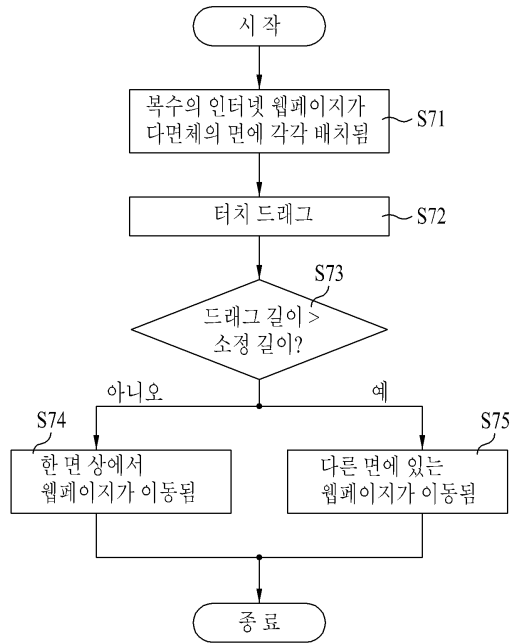 시 작
복수의 인터넷 웹페이지가
다면체의 면에 각각 배치됨
S71
터치 드래그
S72
S73
드래그 길이 >
소정 길이?
아니오
예
S74
한 면 상에서
웹페이지가 이동됨
S75
다른 면에 있는
웹페이지가 이동됨
종 료